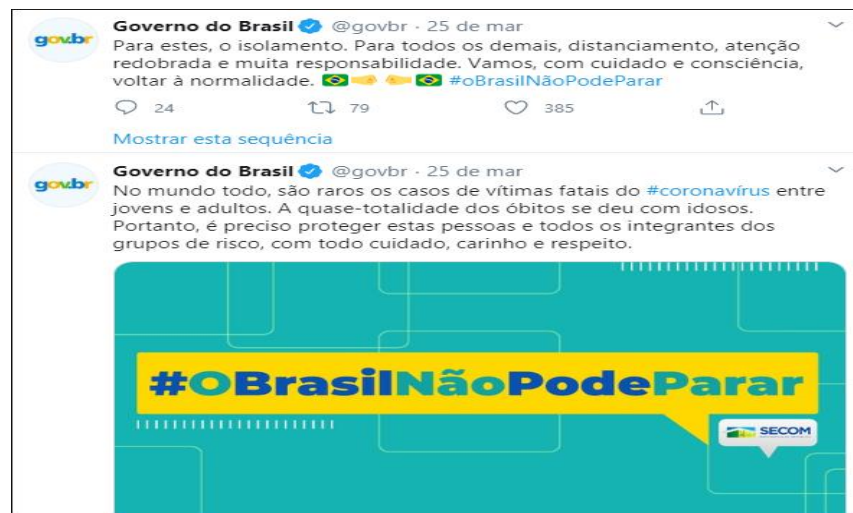 gov.br
Governo do Brasil @govbr · 25 de mar
Para estes, o isolamento. Para todos os demais, distanciamento, atenção
redobrada e muita responsabilidade. Vamos, com cuidado e consciência,
voltar à normalidade. 🇧🇷🤜 🤛🇧🇷 #oBrasilNãoPodeParar
24 79 385
Mostrar esta sequência
gov.br
Governo do Brasil @govbr · 25 de mar
No mundo todo, são raros os casos de vítimas fatais do #coronavírus entre
jovens e adultos. A quase-totalidade dos óbitos se deu com idosos.
Portanto, é preciso proteger estas pessoas e todos os integrantes dos
grupos de risco, com todo cuidado, carinho e respeito.
#OBrasilNãoPodeParar
SECOM